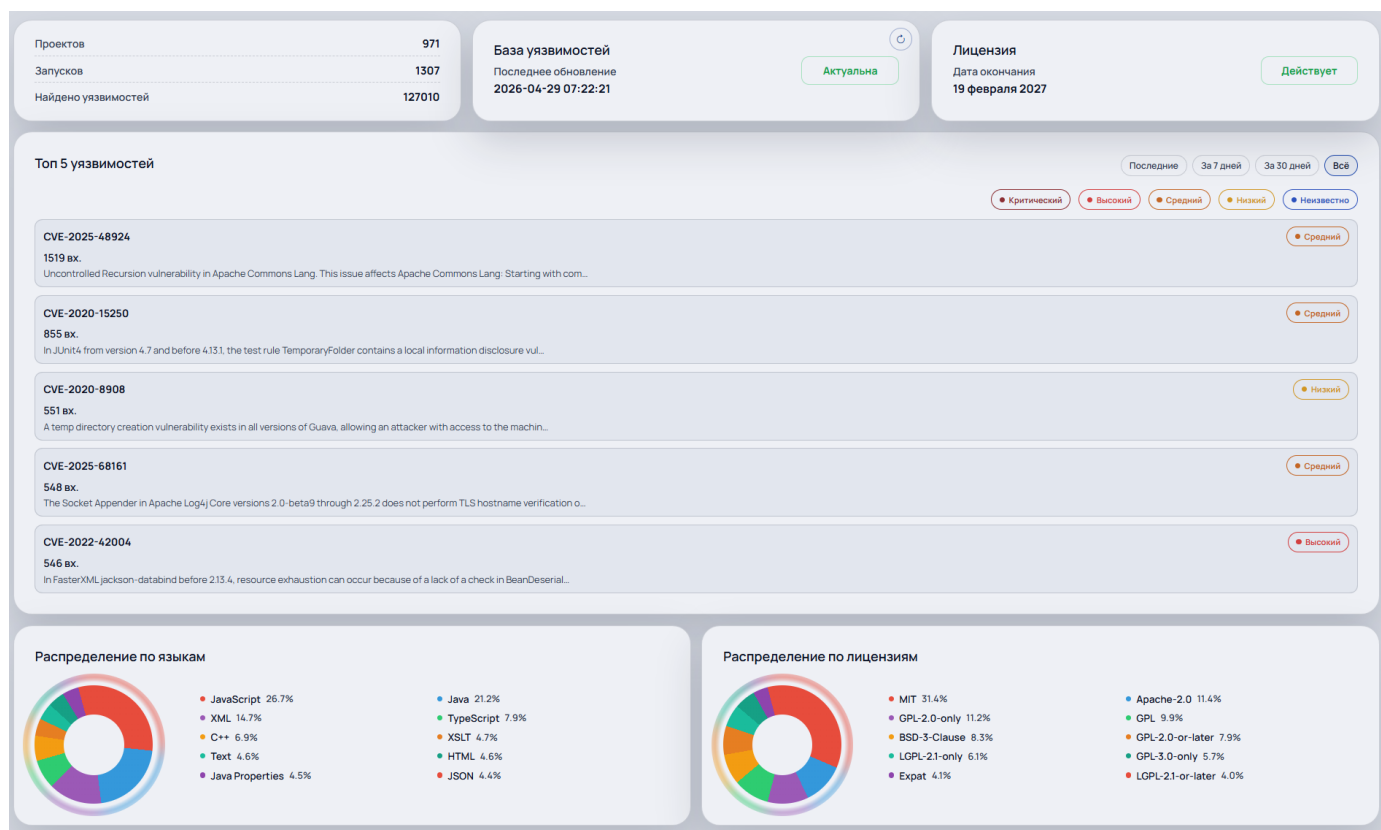 Проектов 971
Запусков 1307
Найдено уязвимостей 127010
База уязвимостей
Последнее обновление
2026-04-29 07:22:21
Актуальна
Лицензия
Дата окончания
19 февраля 2027
Действует
Топ 5 уязвимостей
Последние За 7 дней За 30 дней Всё
Критический Высокий Средний Низкий Неизвестно
CVE-2025-48924 Средний
1519 вх.
Uncontrolled Recursion vulnerability in Apache Commons Lang. This issue affects Apache Commons Lang: Starting with com...
CVE-2020-15250 Средний
855 вх.
In JUnit4 from version 4.7 and before 4.13.1, the test rule TemporaryFolder contains a local information disclosure vul...
CVE-2020-8908 Низкий
551 вх.
A temp directory creation vulnerability exists in all versions of Guava, allowing an attacker with access to the machin...
CVE-2025-68161 Средний
548 вх.
The Socket Appender in Apache Log4j Core versions 2.0-beta9 through 2.25.2 does not perform TLS hostname verification o...
CVE-2022-42004 Высокий
546 вх.
In FasterXML jackson-databind before 2.13.4, resource exhaustion can occur because of a lack of a check in BeanDeserial...
Распределение по языкам
JavaScript 26.7% Java 21.2%
XML 14.7% TypeScript 7.9%
C++ 6.9% XSLT 4.7%
Text 4.6% HTML 4.6%
Java Properties 4.5% JSON 4.4%
Распределение по лицензиям
MIT 31.4% Apache-2.0 11.4%
GPL-2.0-only 11.2% GPL 9.9%
BSD-3-Clause 8.3% GPL-2.0-or-later 7.9%
LGPL-2.1-only 6.1% GPL-3.0-only 5.7%
Expat 4.1% LGPL-2.1-or-later 4.0%